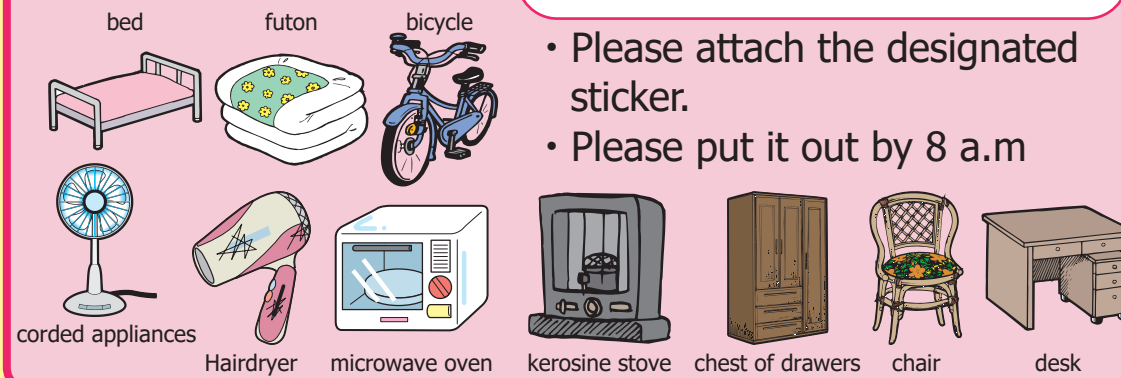 bed futon bicycle
・Please attach the designated
sticker.
・Please put it out by 8 a.m
corded appliances
Hairdryer microwave oven kerosine stove chest of drawers chair desk